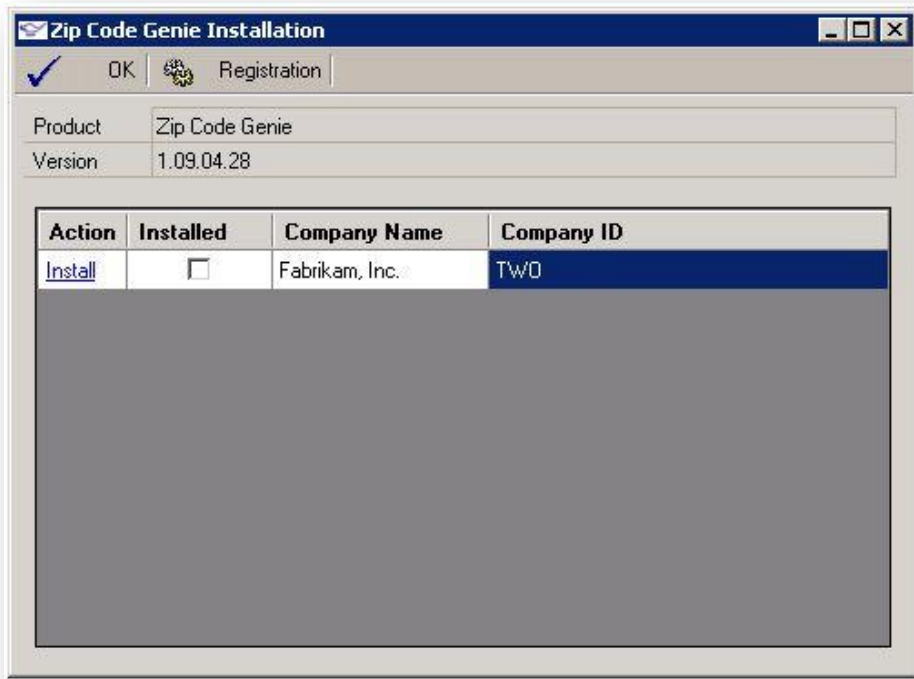 Zip Code Genie Installation
OK Registration
Product Zip Code Genie
Version 1.09.04.28
Action Installed Company Name Company ID
Install Fabrikam, Inc. TWO